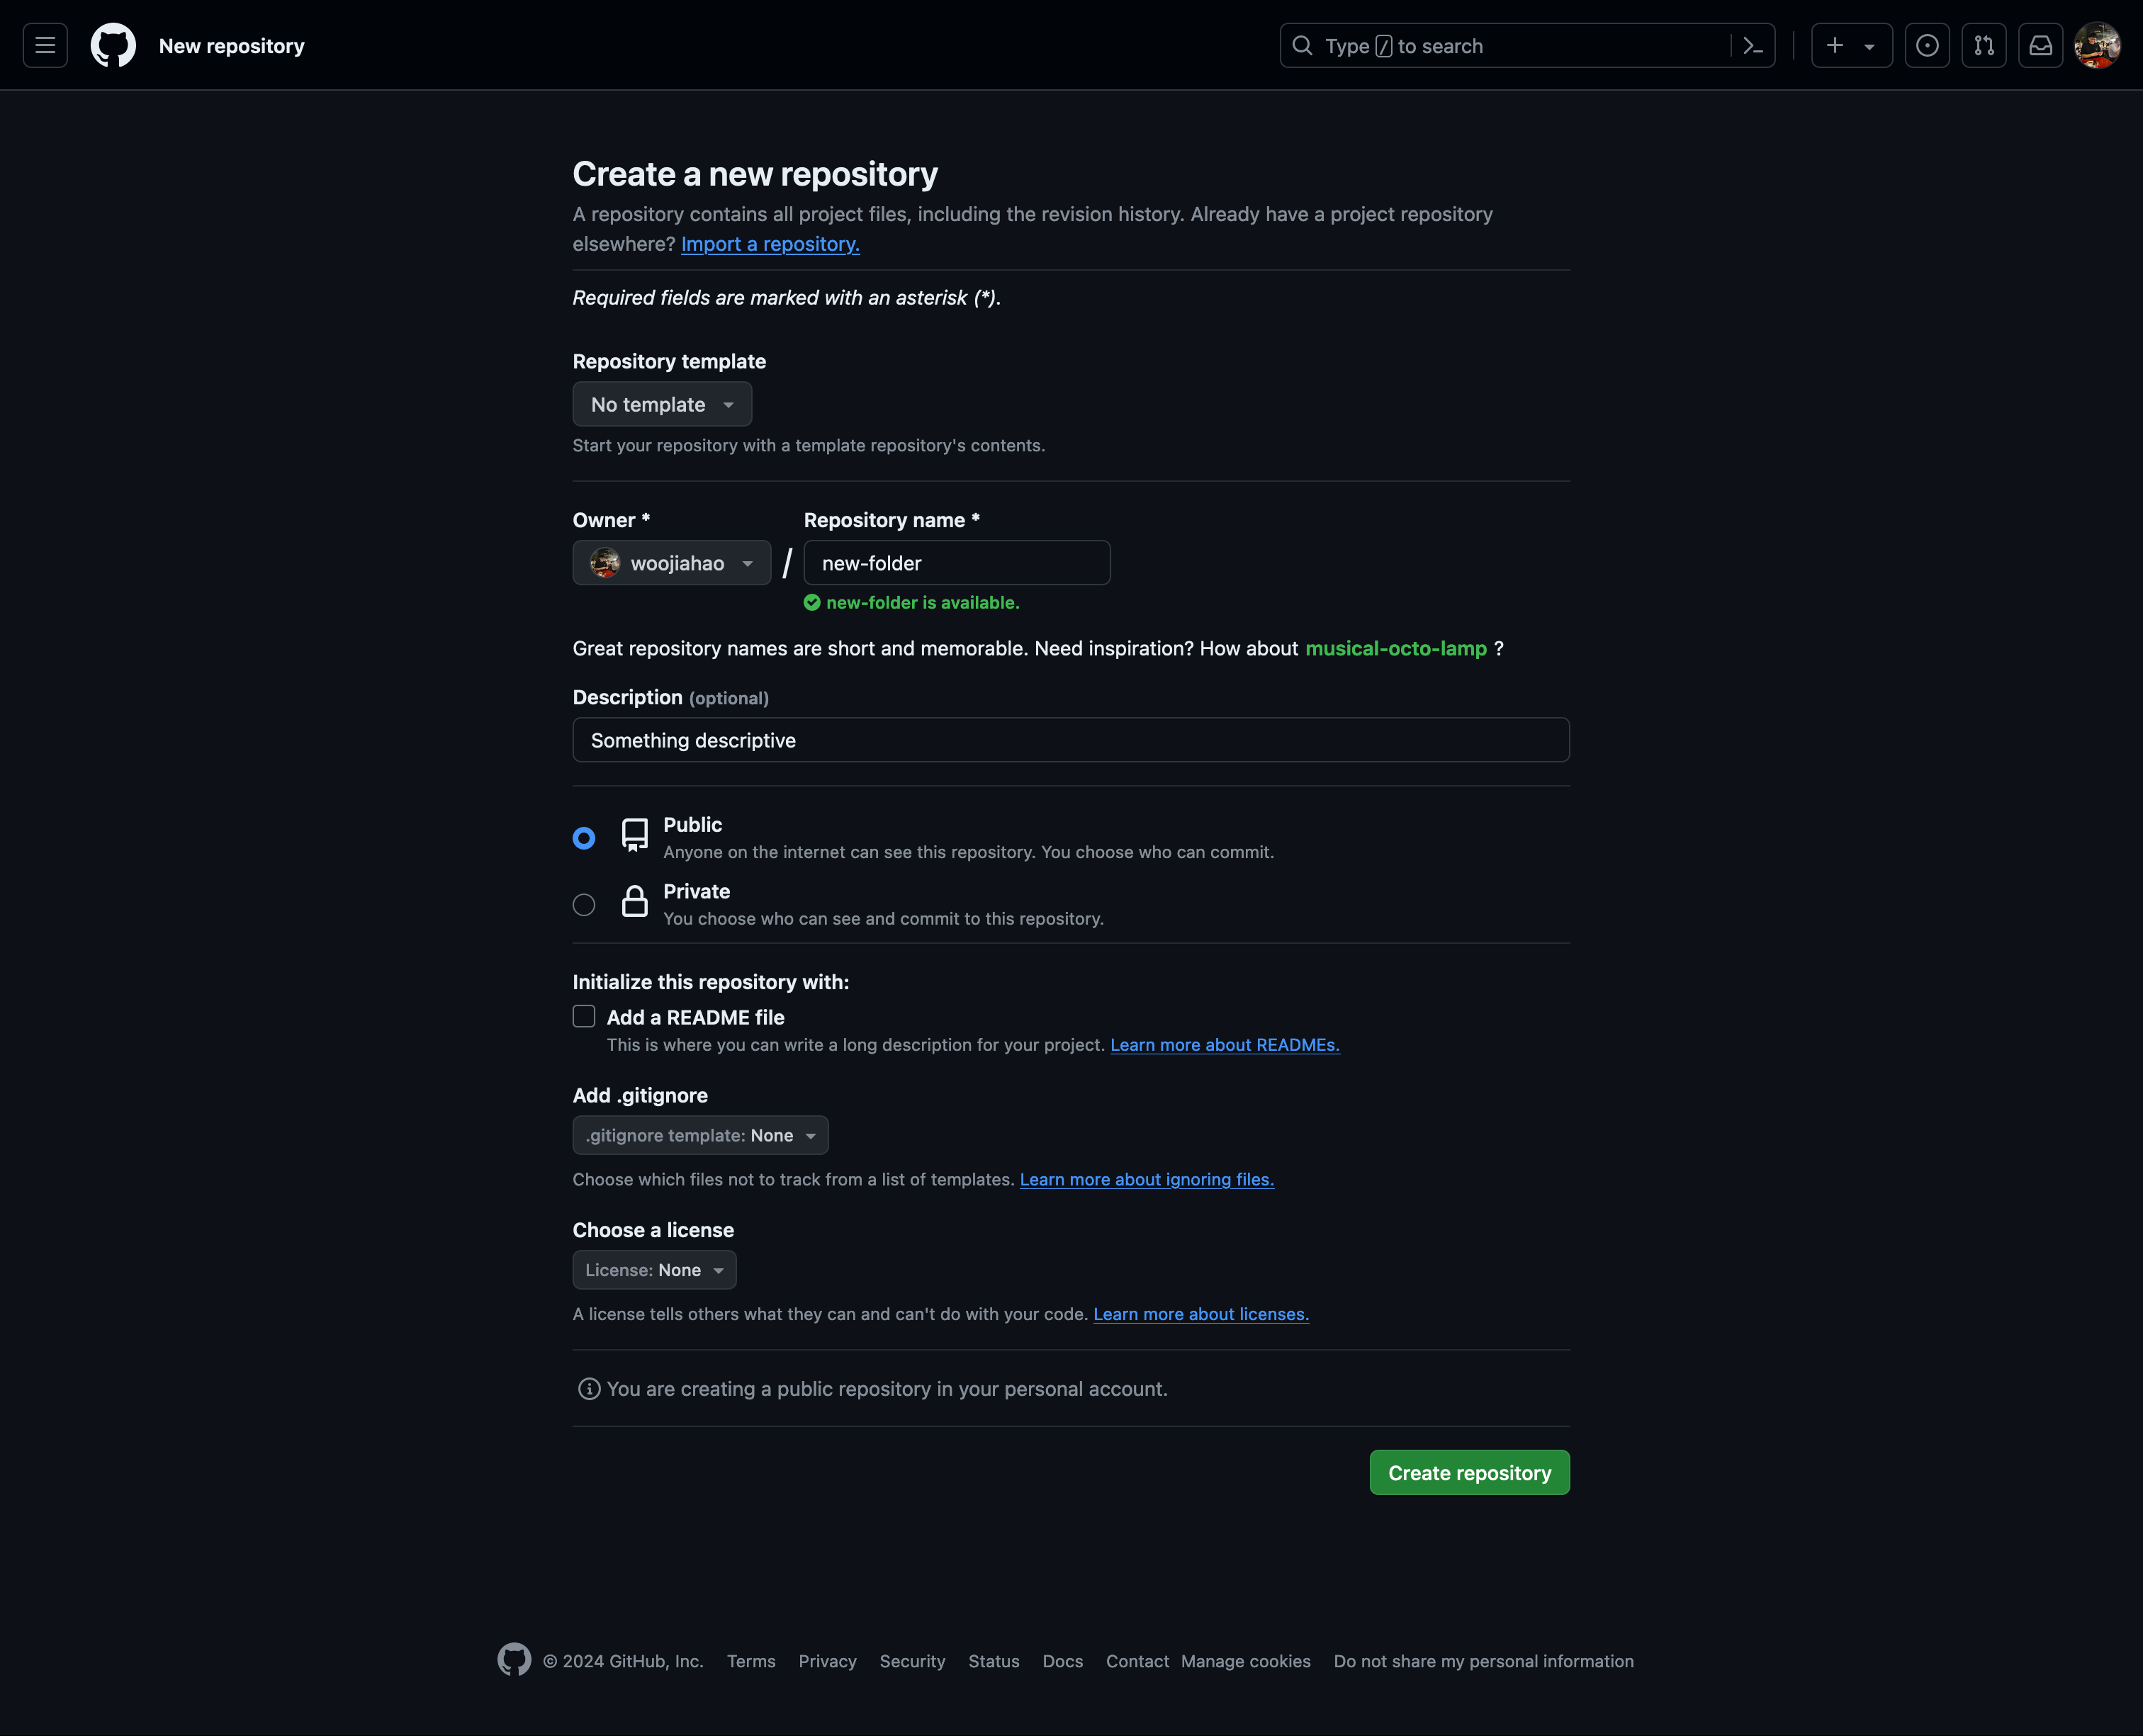 New repository
Type / to search
Create a new repository
A repository contains all project files, including the revision history. Already have a project repository
elsewhere? Import a repository.
Required fields are marked with an asterisk (*).
Repository template
No template
Start your repository with a template repository's contents.
Owner * Repository name *
woojiahao / new-folder
new-folder is available.
Great repository names are short and memorable. Need inspiration? How about musical-octo-lamp ?
Description (optional)
Something descriptive
Public
Anyone on the internet can see this repository. You choose who can commit.
Private
You choose who can see and commit to this repository.
Initialize this repository with:
Add a README file
This is where you can write a long description for your project. Learn more about READMEs.
Add .gitignore
.gitignore template: None
Choose which files not to track from a list of templates. Learn more about ignoring files.
Choose a license
License: None
A license tells others what they can and can't do with your code. Learn more about licenses.
You are creating a public repository in your personal account.
Create repository
© 2024 GitHub, Inc. Terms Privacy Security Status Docs Contact Manage cookies Do not share my personal information